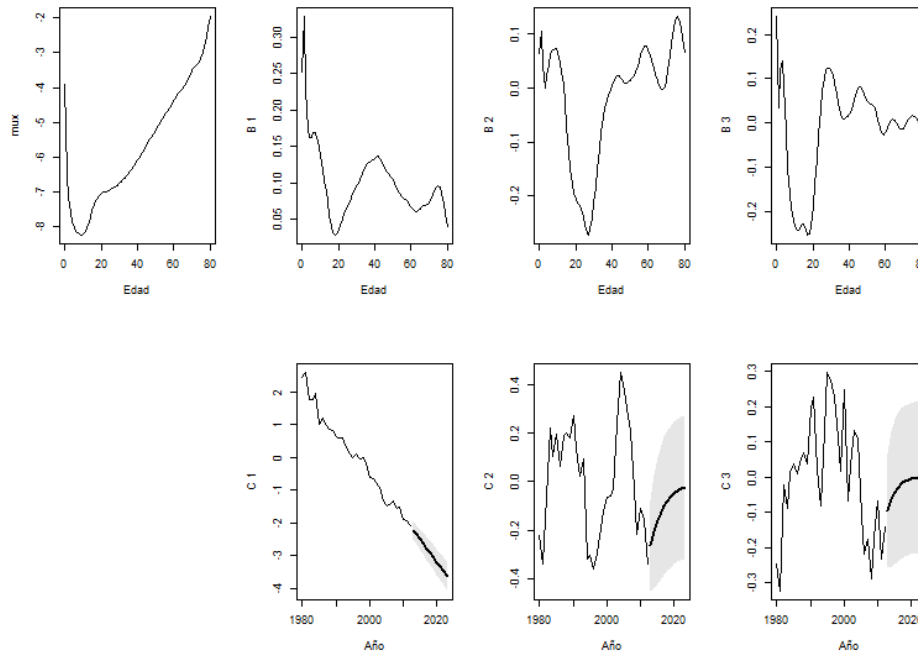 mux
-8 -7 -6 -5 -4 -3 -2
0 20 40 60 80
Edad
B 1
0.05 0.10 0.15 0.20 0.25 0.30
0 20 40 60 80
Edad
B 2
-0.2 -0.1 0.0 0.1
0 20 40 60 80
Edad
B 3
-0.2 -0.1 0.0 0.1 0.2
0 20 40 60 80
Edad
C 1
-4 -3 -2 -1 0 1 2
1980 2000 2020
Año
C 2
-0.4 -0.2 0.0 0.2 0.4
1980 2000 2020
Año
C 3
-0.3 -0.2 -0.1 0.0 0.1 0.2 0.3
1980 2000 2020
Año